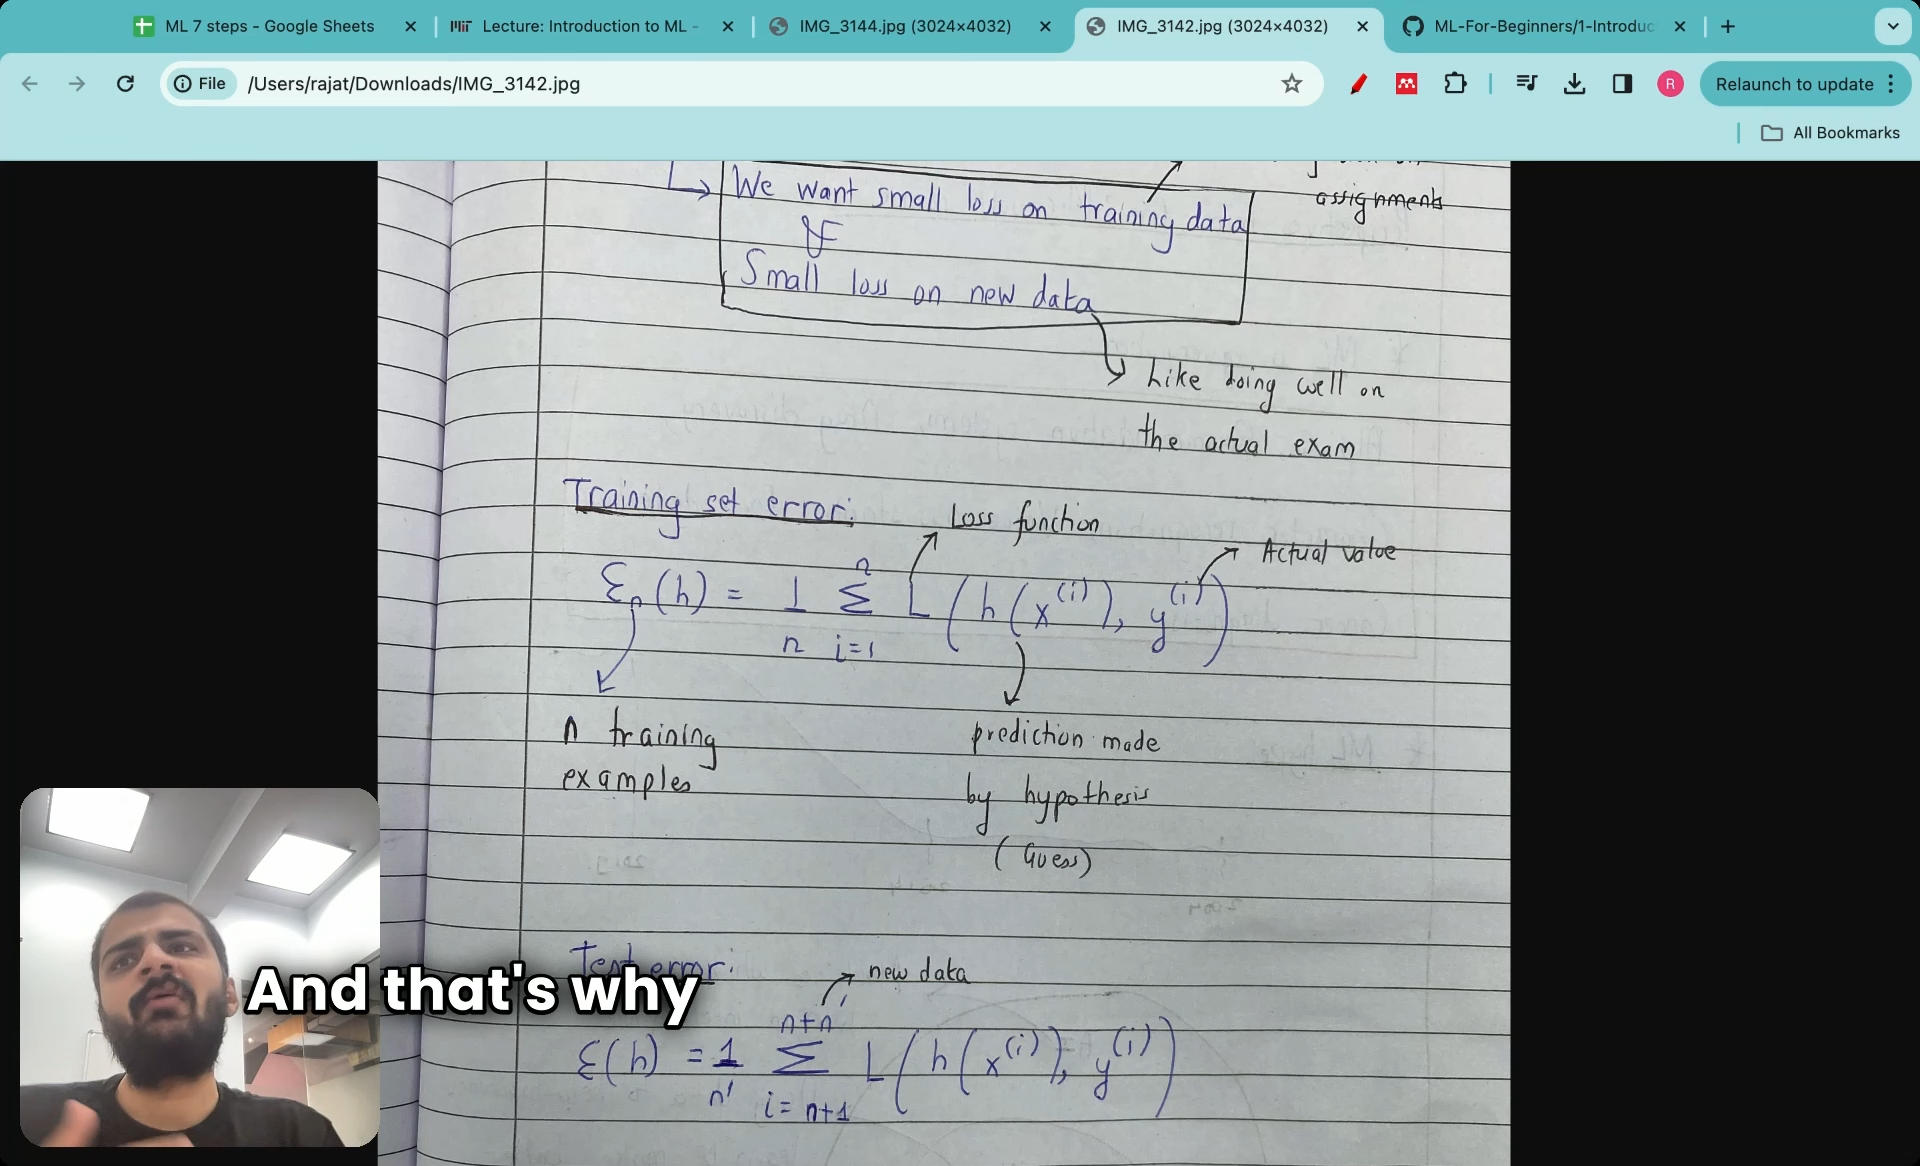 ML 7 steps - Google Sheets
MIT Lecture: Introduction to ML -
IMG_3144.jpg (3024×4032)
IMG_3142.jpg (3024×4032)
ML-For-Beginners/1-Introduc
File /Users/rajat/Downloads/IMG_3142.jpg
R
Relaunch to update
All Bookmarks
assignments
We want small loss on training data
&
Small loss on new data
Like doing well on
the actual exam
Training set error:
Loss function
Actual value
Ɛn(h) = 1/n Σ_{i=1}^{n} L(h(x^(i)), y^(i))
n training
examples
prediction made
by hypothesis
(Guess)
Test error:
new data
And that's why
Ɛ(h) = 1/n' Σ_{i=n+1}^{n+n'} L(h(x^(i)), y^(i))